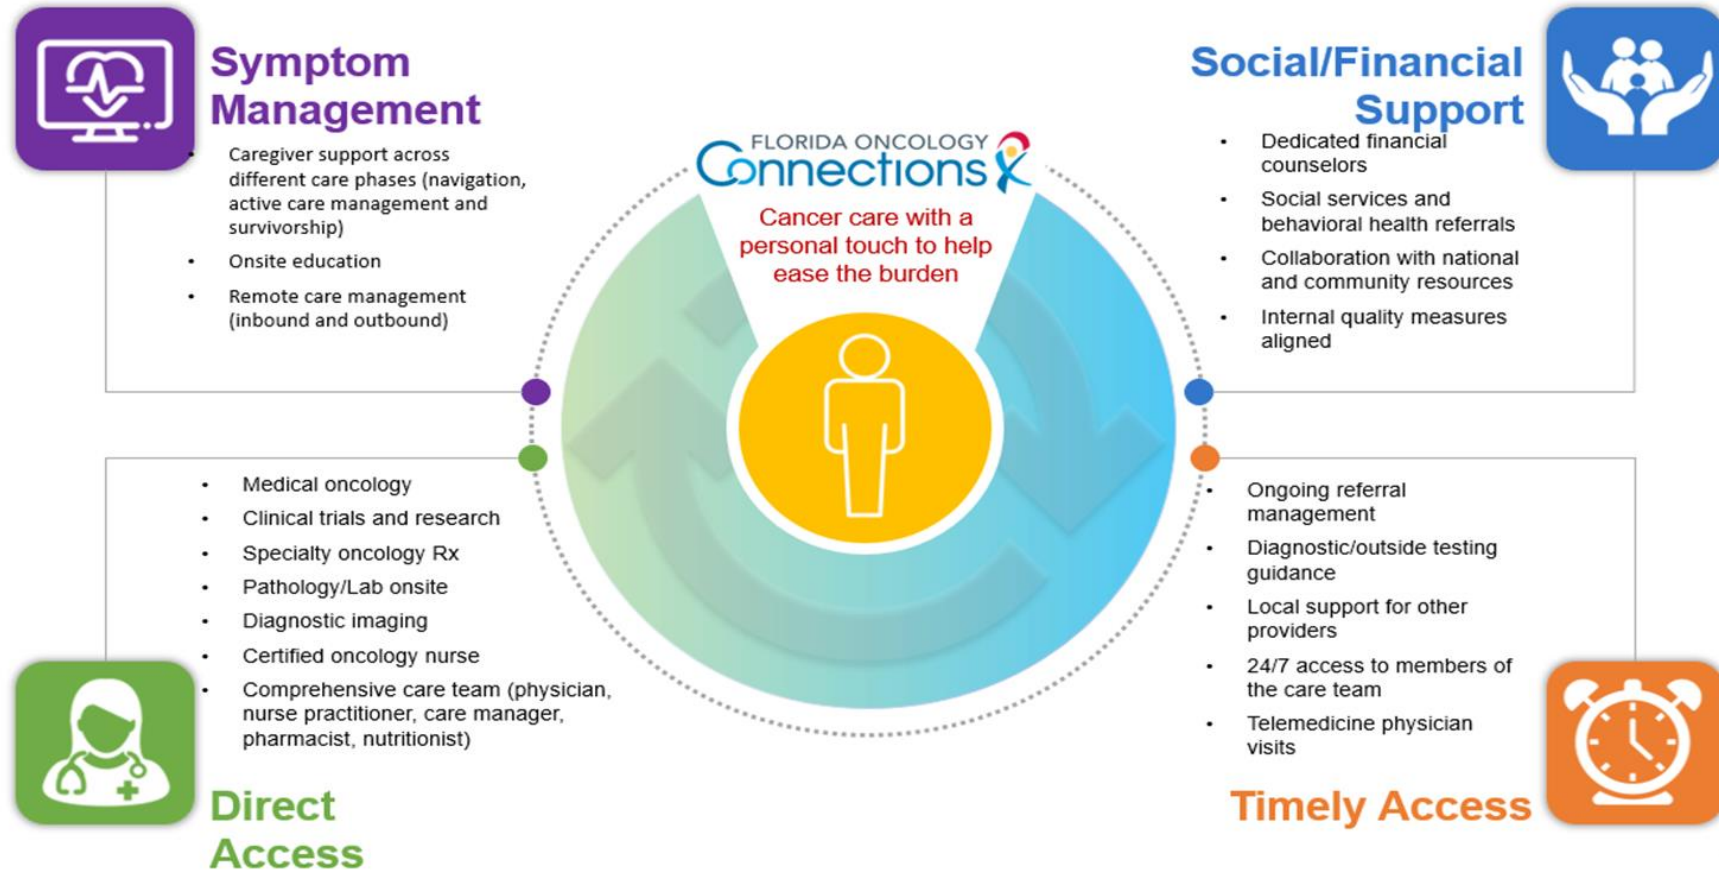 Symptom
Management
• Caregiver support across
different care phases (navigation,
active care management and
survivorship)
• Onsite education
• Remote care management
(inbound and outbound)
FLORIDA ONCOLOGY
Connections
Cancer care with a
personal touch to help
ease the burden
Social/Financial
Support
• Dedicated financial
counselors
• Social services and
behavioral health referrals
• Collaboration with national
and community resources
• Internal quality measures
aligned
• Medical oncology
• Clinical trials and research
• Specialty oncology Rx
• Pathology/Lab onsite
• Diagnostic imaging
• Certified oncology nurse
• Comprehensive care team (physician,
nurse practitioner, care manager,
pharmacist, nutritionist)
Direct
Access
• Ongoing referral
management
• Diagnostic/outside testing
guidance
• Local support for other
providers
• 24/7 access to members of
the care team
• Telemedicine physician
visits
Timely Access